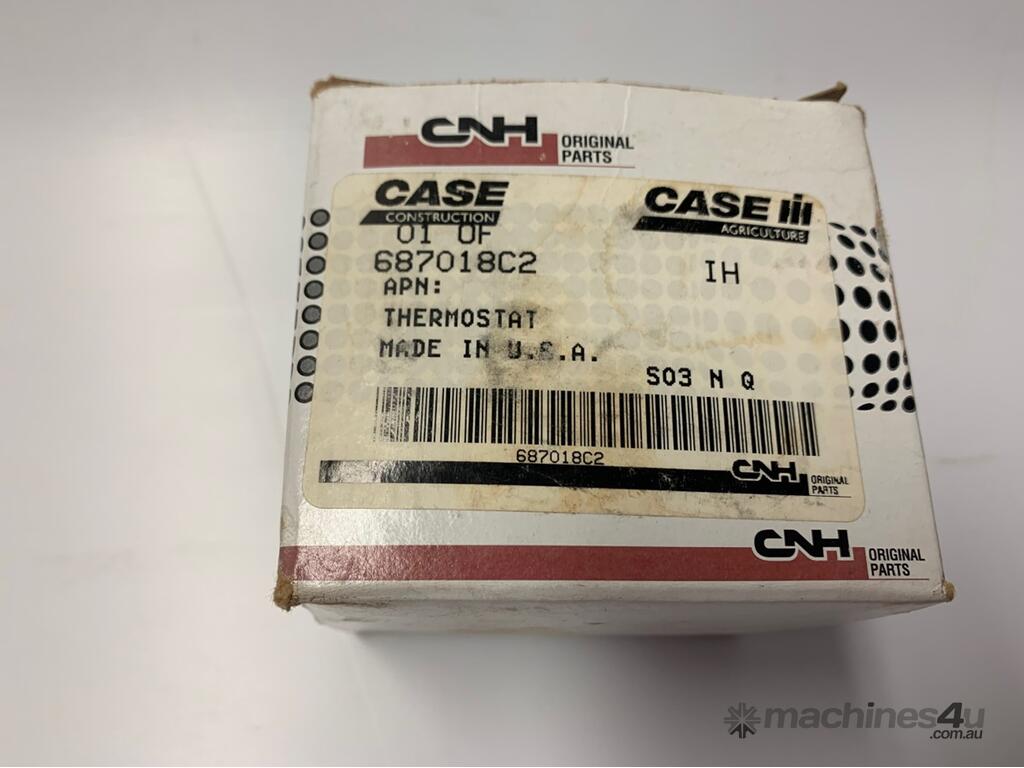 CNH ORIGINAL PARTS
CASE CONSTRUCTION
CASE IH AGRICULTURE
01 OF
687018C2
IH
APN:
THERMOSTAT
MADE IN U.S.A.
S03 N Q
687018C2
CNH ORIGINAL PARTS
CNH ORIGINAL PARTS
machines4u
.com.au